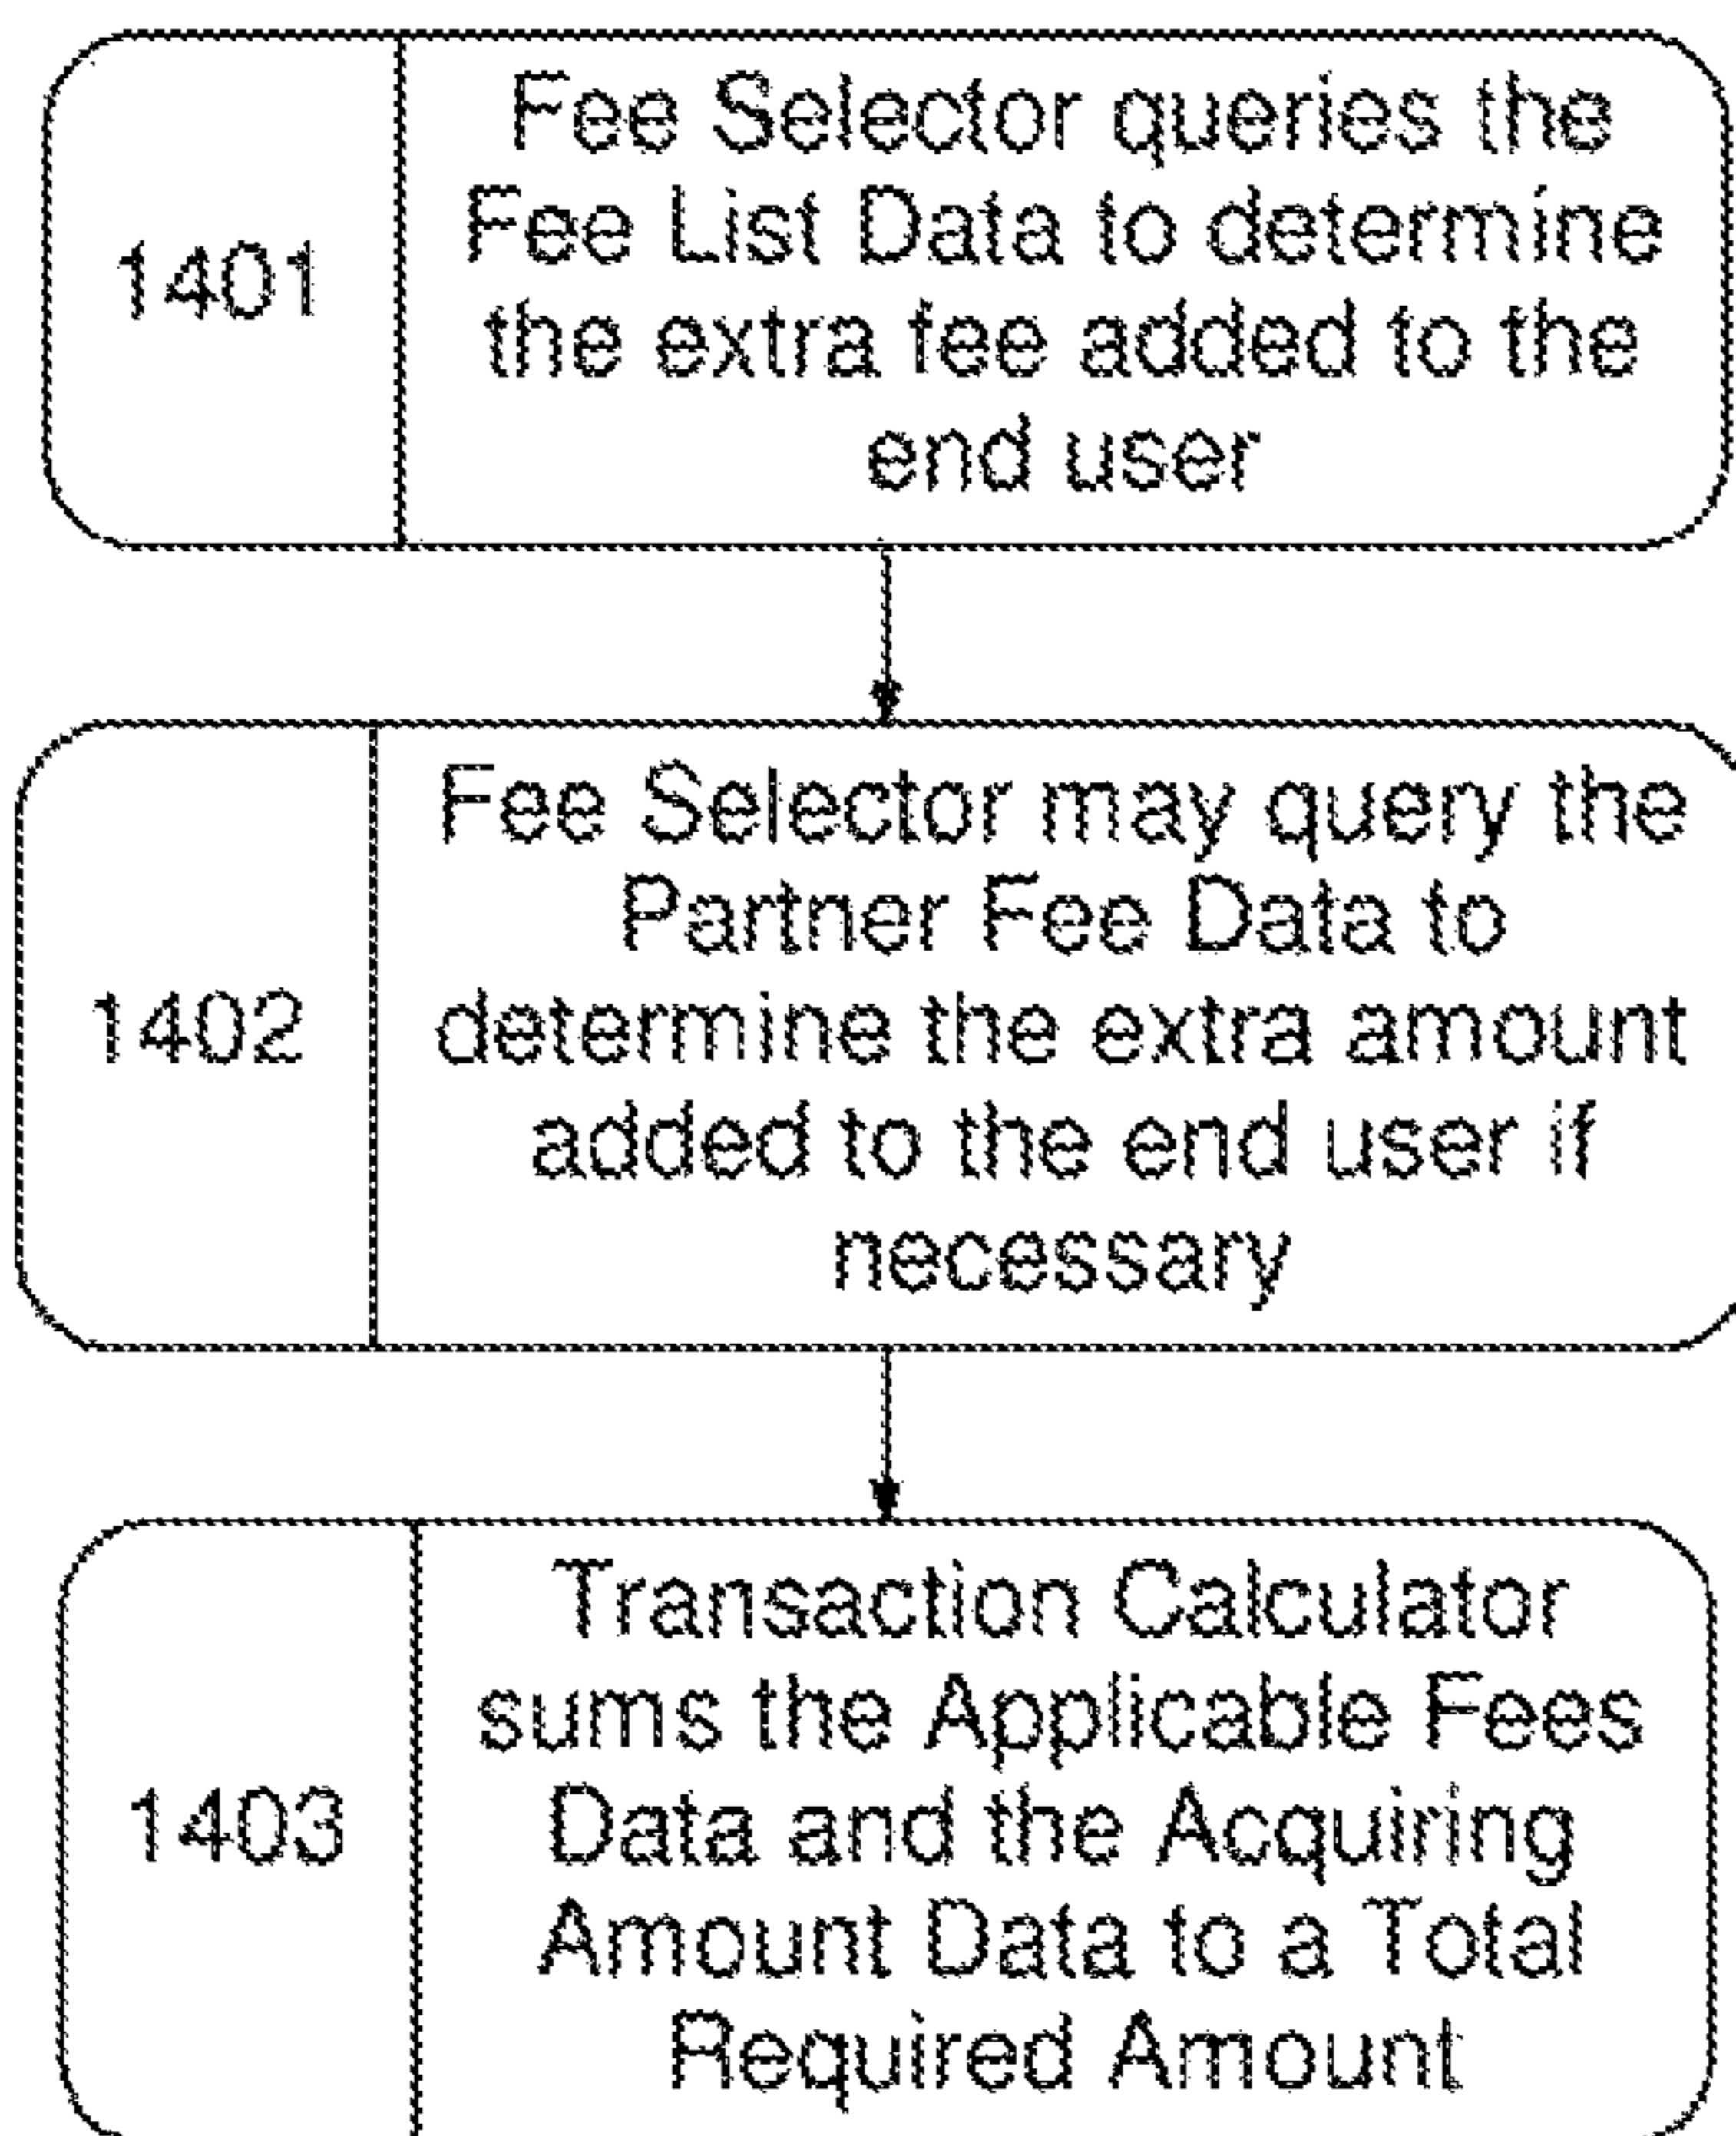 1401
Fee Selector queries the
Fee List Data to determine
the extra fee added to the
end user
1402
Fee Selector may query the
Partner Fee Data to
determine the extra amount
added to the end user if
necessary
1403
Transaction Calculator
sums the Applicable Fees
Data and the Acquiring
Amount Data to a Total
Required Amount